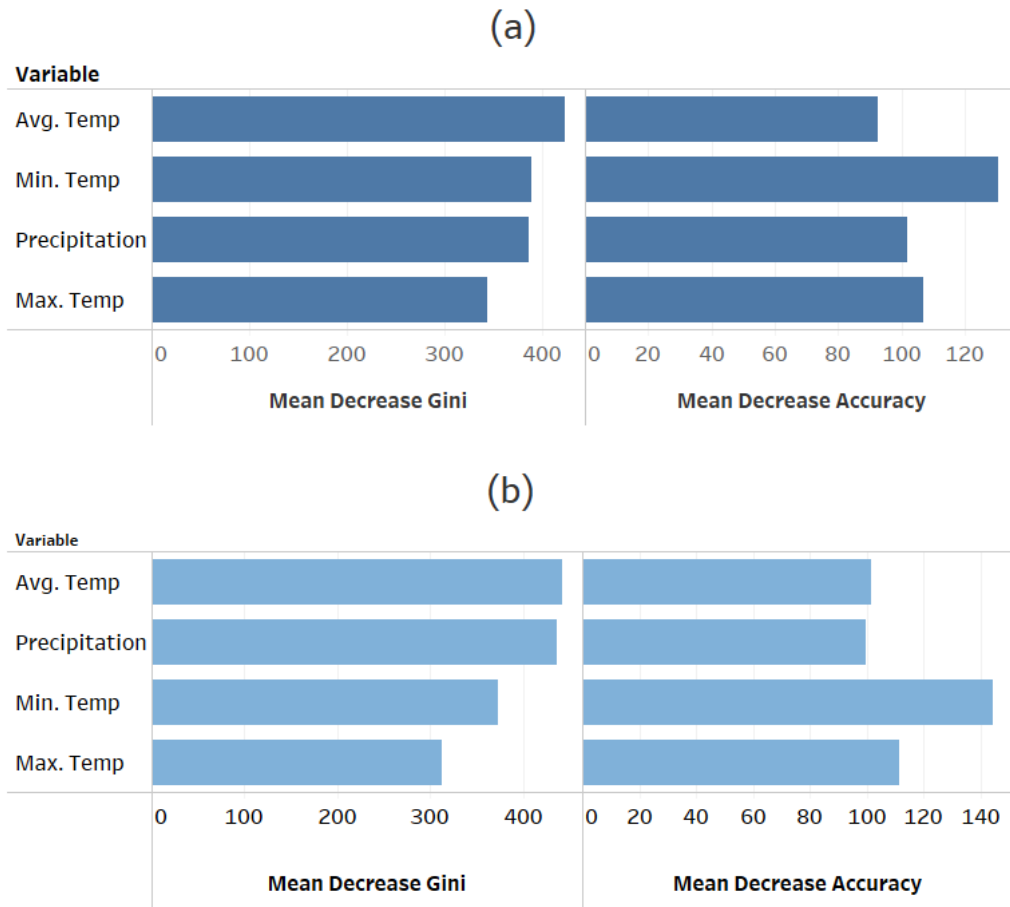 (a)
Variable
Avg. Temp
Min. Temp
Precipitation
Max. Temp
0 100 200 300 400 0 20 40 60 80 100 120
Mean Decrease Gini Mean Decrease Accuracy
(b)
Variable
Avg. Temp
Precipitation
Min. Temp
Max. Temp
0 100 200 300 400 0 20 40 60 80 100 120 140
Mean Decrease Gini Mean Decrease Accuracy